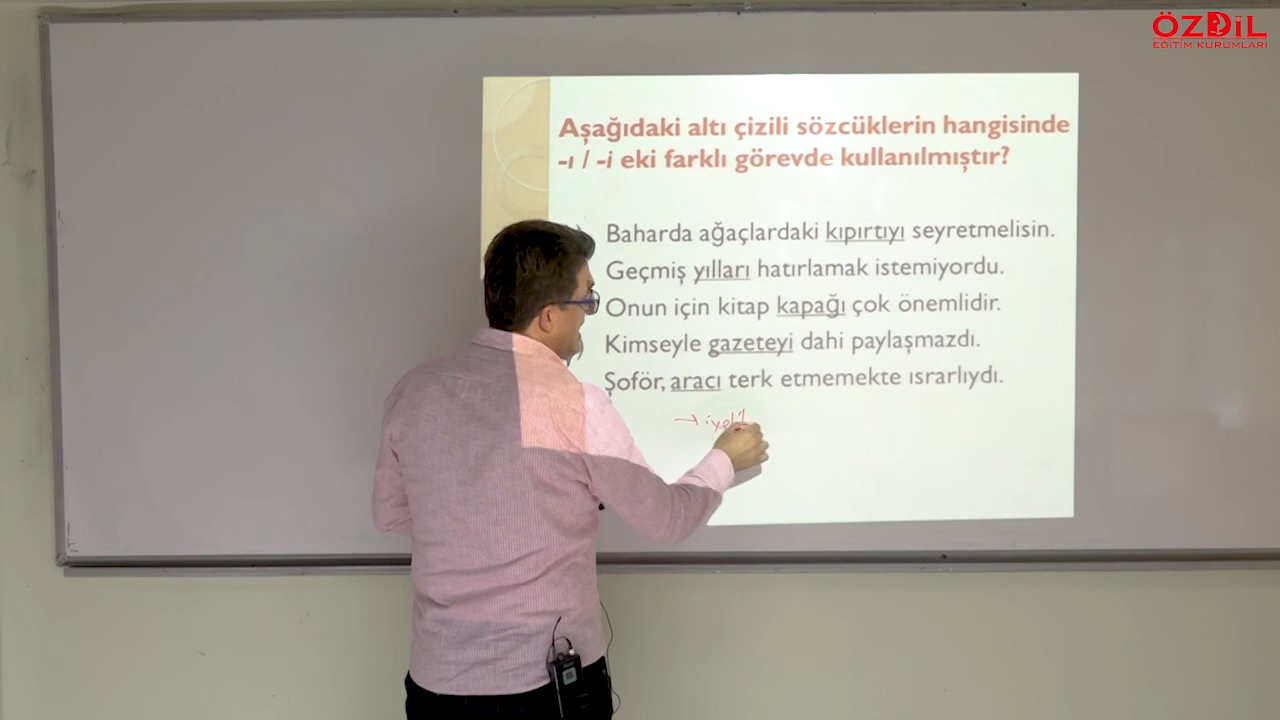 ÖZDİL
EĞİTİM KURUMLARI
Aşağıdaki altı çizili sözcüklerin hangisinde
-ı / -i eki farklı görevde kullanılmıştır?
Baharda ağaçlardaki kıpırtıyı seyretmelisin.
Geçmiş yılları hatırlamak istemiyordu.
Onun için kitap kapağı çok önemlidir.
Kimseyle gazeteyi dahi paylaşmazdı.
Şoför, aracı terk etmemekte ısrarlıydı.